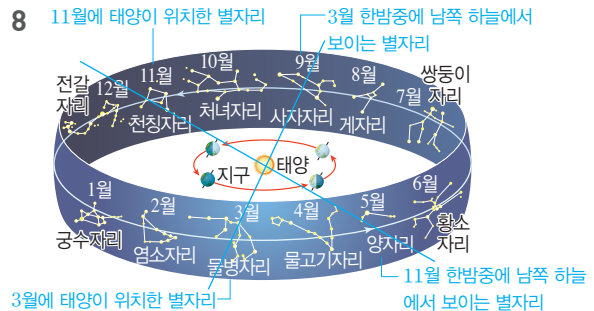 8
11월에 태양이 위치한 별자리
3월 한밤중에 남쪽 하늘에서
보이는 별자리
전갈
자리
12월
11월
천칭자리
10월
처녀자리
9월
사자자리
8월
게자리
7월
쌍둥이
자리
지구
태양
1월
궁수자리
2월
염소자리
3월
물병자리
4월
물고기자리
5월
양자리
6월
황소
자리
11월 한밤중에 남쪽 하늘
에서 보이는 별자리
3월에 태양이 위치한 별자리